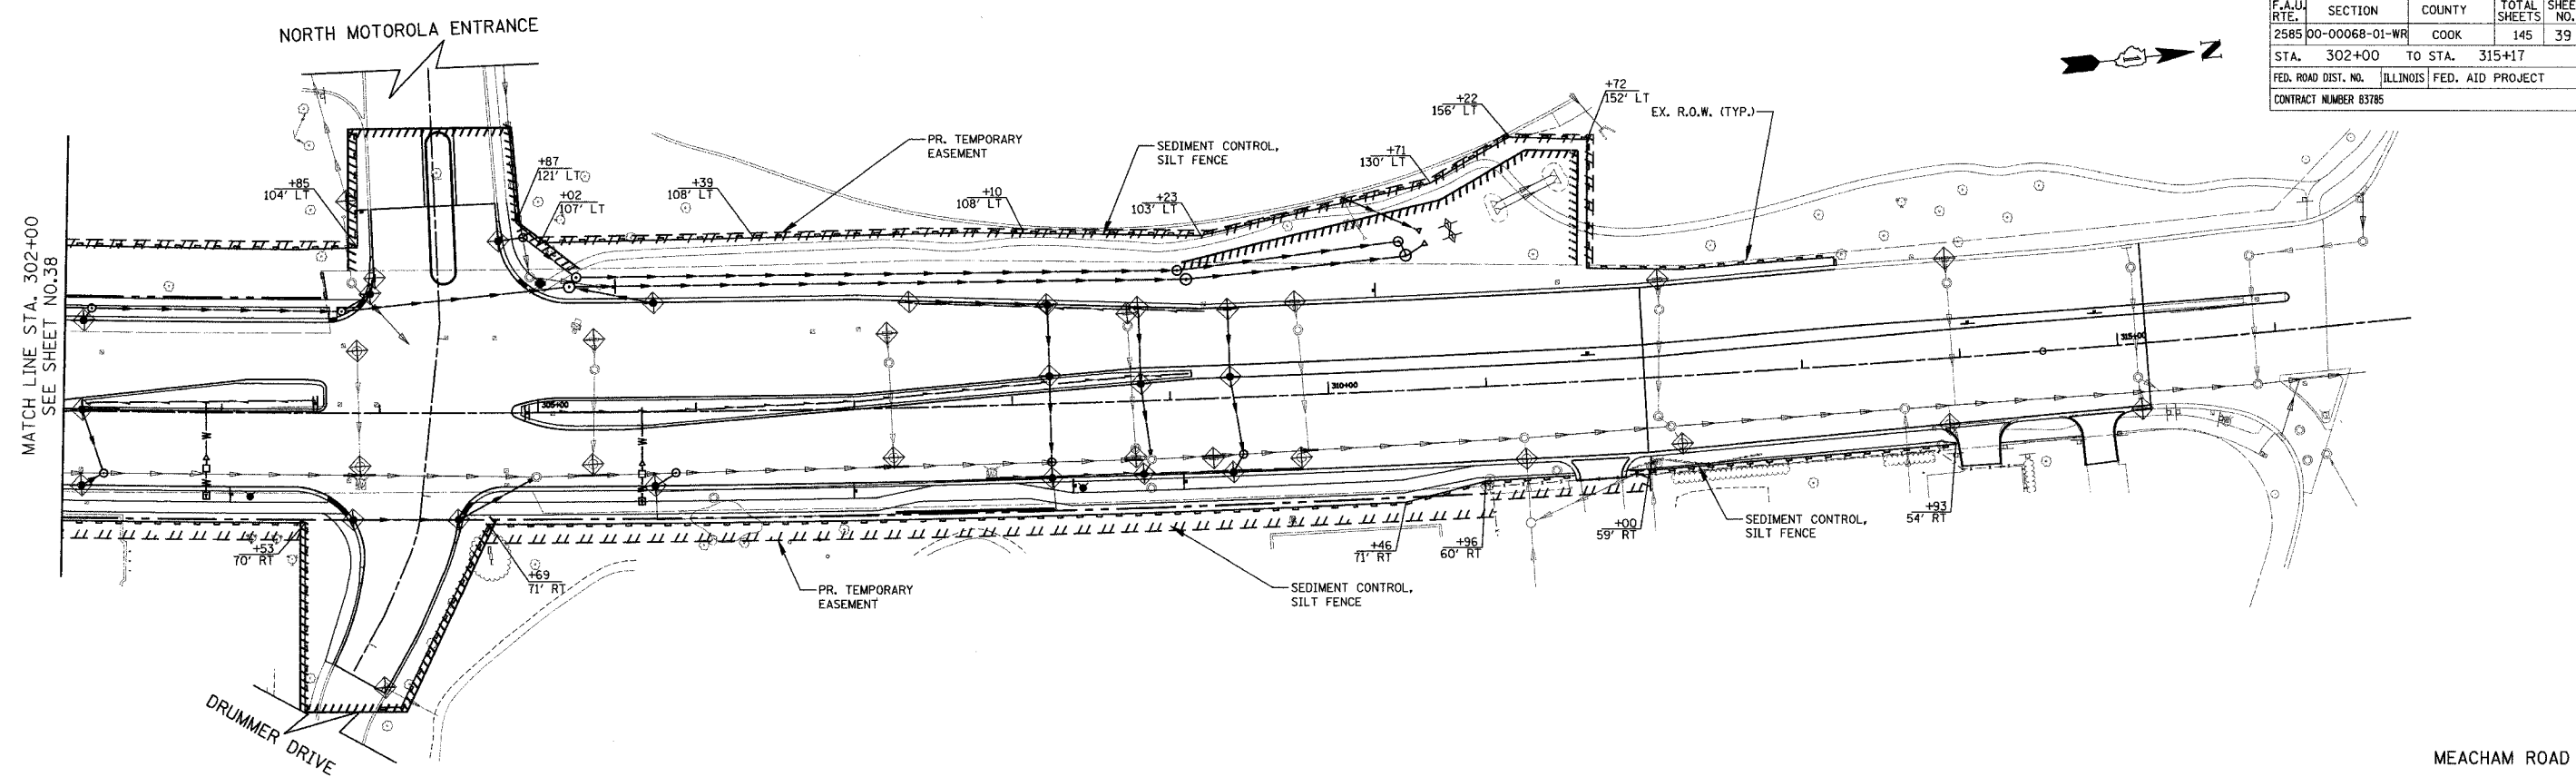 F.A.U. RTE. SECTION COUNTY TOTAL SHEETS SHEE NO.
2585 00-00068-01-WR COOK 145 39
STA. 302+00 TO STA. 315+17
FED. ROAD DIST. NO. ILLINOIS FED. AID PROJECT
CONTRACT NUMBER 83785
N
NORTH MOTOROLA ENTRANCE
MATCH LINE STA. 302+00
SEE SHEET NO.38
+85
104' LT
+87
121' LT
+02
107' LT
+39
108' LT
PR. TEMPORARY
EASEMENT
+10
108' LT
SEDIMENT CONTROL,
SILT FENCE
+23
103' LT
+71
130' LT
+22
156' LT
+72
152' LT
EX. R.O.W. (TYP.)
305+00
310+00
315+00
W
W
W
W
+53
70' RT
+69
71' RT
PR. TEMPORARY
EASEMENT
SEDIMENT CONTROL,
SILT FENCE
+46
71' RT
+96
60' RT
+00
59' RT
SEDIMENT CONTROL,
SILT FENCE
+93
54' RT
DRUMMER DRIVE
MEACHAM ROAD